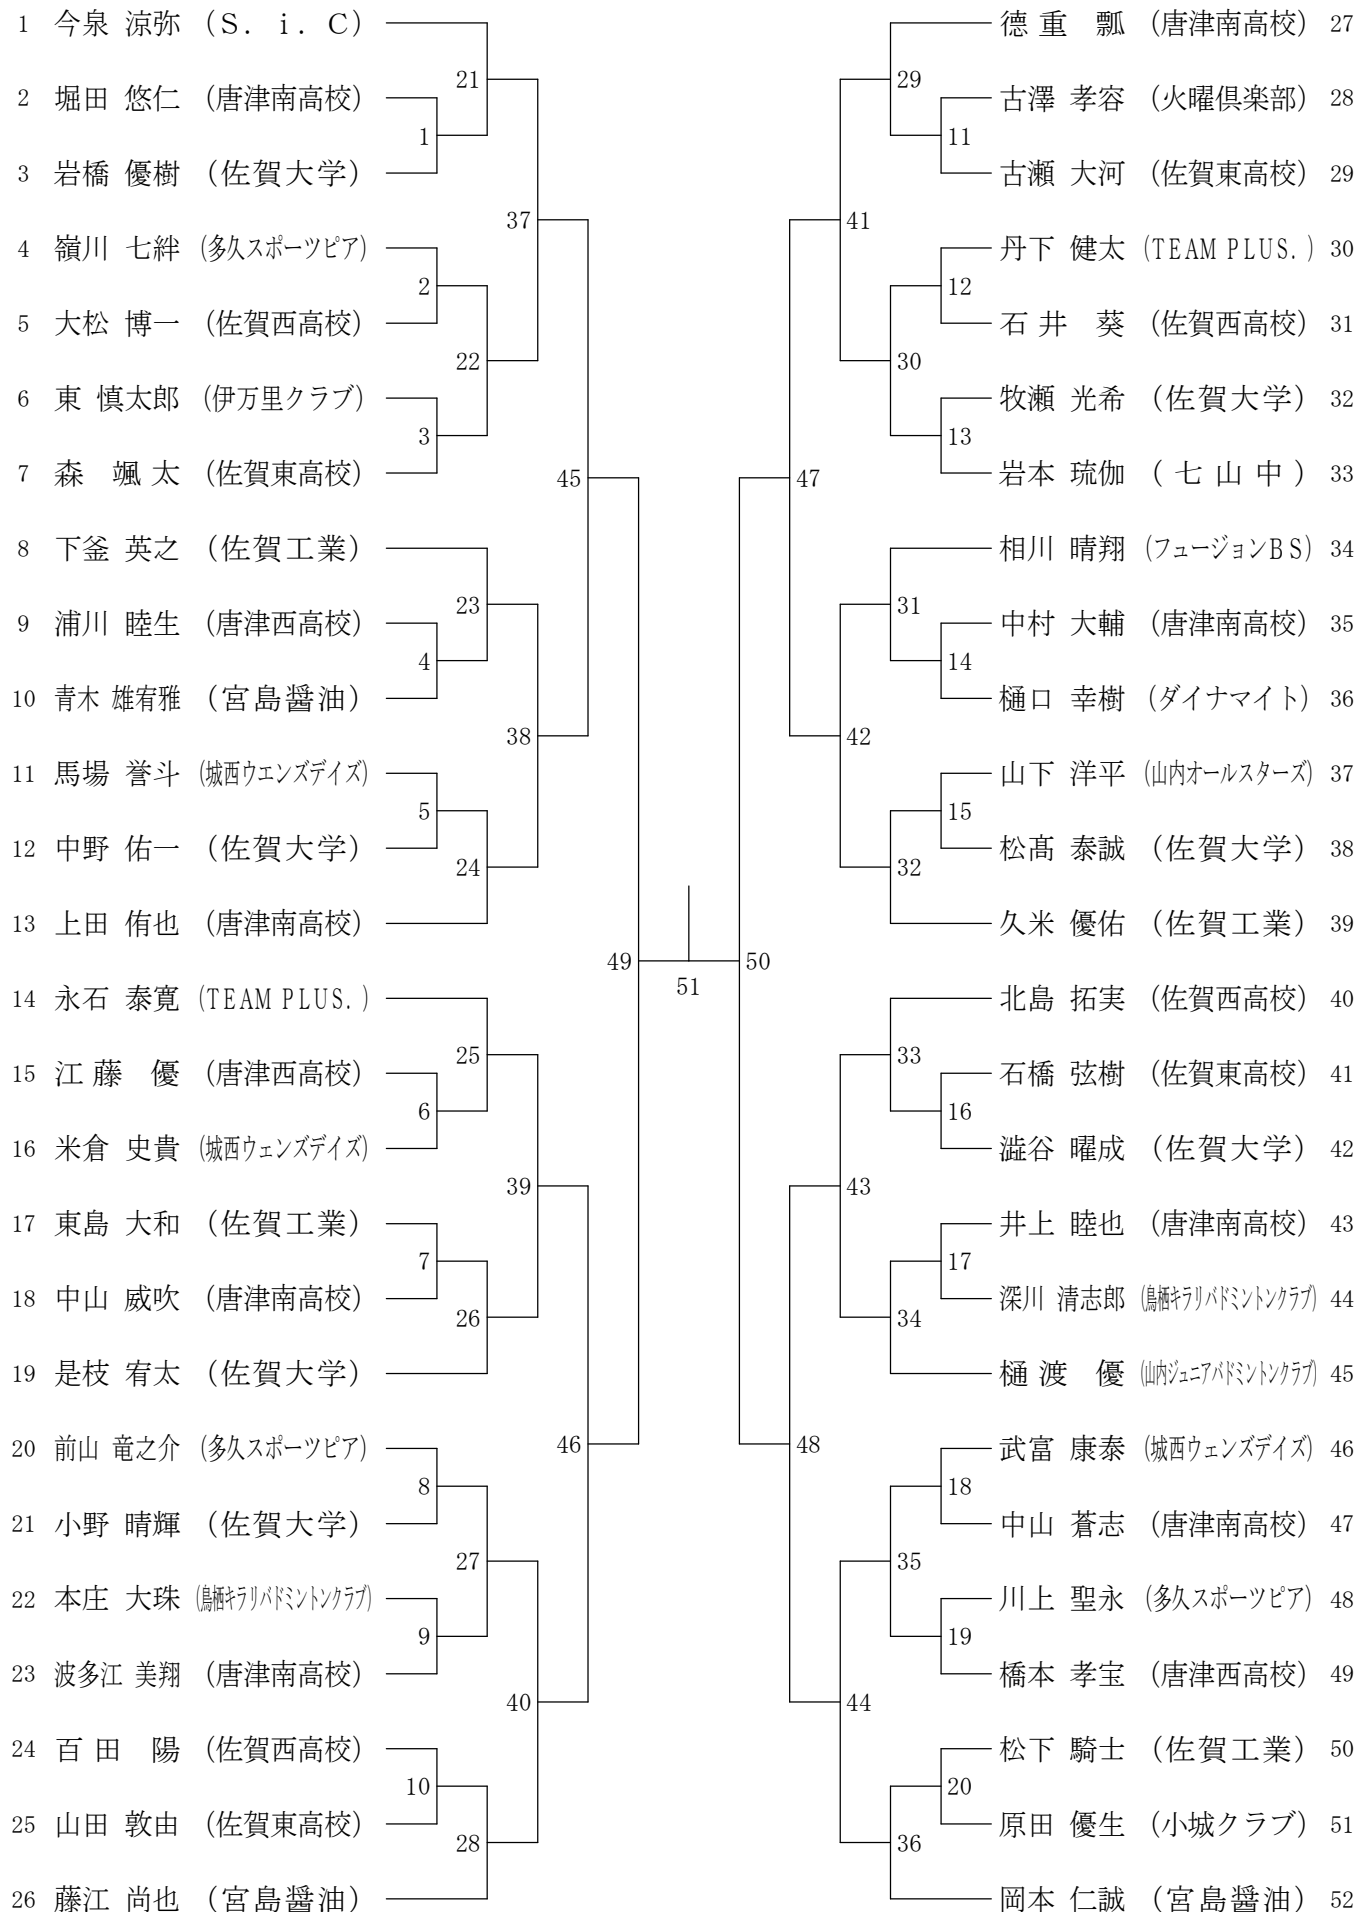 1 今泉 涼弥 （Ｓ．ｉ．Ｃ）
2 堀田 悠仁 （唐津南高校）
1
3 岩橋 優樹 （佐賀大学）
21
4 嶺川 七絆 （多久スポーツピア）
2
5 大松 博一 （佐賀西高校）
22
6 東 慎太郎 （伊万里クラブ）
3
7 森 颯太 （佐賀東高校）
37
8 下釜 英之 （佐賀工業）
23
9 浦川 睦生 （唐津西高校）
4
10 青木 雄宥雅 （宮島醤油）
38
11 馬場 誉斗 （城西ウエンズデイズ）
5
12 中野 佑一 （佐賀大学）
24
13 上田 侑也 （唐津南高校）
45
14 永石 泰寛 （TEAM PLUS.）
25
15 江藤 優 （唐津西高校）
6
16 米倉 史貴 （城西ウェンズデイズ）
39
17 東島 大和 （佐賀工業）
7
18 中山 威吹 （唐津南高校）
26
19 是枝 宥太 （佐賀大学）
46
20 前山 竜之介 （多久スポーツピア）
8
21 小野 晴輝 （佐賀大学）
27
22 本庄 大珠 （鳥栖キラリバドミントンクラブ）
9
23 波多江 美翔 （唐津南高校）
40
24 百田 陽 （佐賀西高校）
10
25 山田 敦由 （佐賀東高校）
28
26 藤江 尚也 （宮島醤油）
49
51
50
德重 瓢 （唐津南高校） 27
29
古澤 孝容 （火曜倶楽部） 28
11
古瀬 大河 （佐賀東高校） 29
41
丹下 健太 （TEAM PLUS.） 30
12
石井 葵 （佐賀西高校） 31
30
牧瀬 光希 （佐賀大学） 32
13
岩本 琉伽 （七山中） 33
47
相川 晴翔 （フュージョンＢＳ） 34
31
中村 大輔 （唐津南高校） 35
14
樋口 幸樹 （ダイナマイト） 36
42
山下 洋平 （山内オールスターズ） 37
15
松髙 泰誠 （佐賀大学） 38
32
久米 優佑 （佐賀工業） 39
北島 拓実 （佐賀西高校） 40
33
石橋 弦樹 （佐賀東高校） 41
16
澁谷 曜成 （佐賀大学） 42
43
井上 睦也 （唐津南高校） 43
17
深川 清志郎 （鳥栖キラリバドミントンクラブ） 44
34
樋渡 優 （山内ジュニアバドミントンクラブ） 45
48
武富 康泰 （城西ウェンズデイズ） 46
18
中山 蒼志 （唐津南高校） 47
35
川上 聖永 （多久スポーツピア） 48
19
橋本 孝宝 （唐津西高校） 49
44
松下 騎士 （佐賀工業） 50
20
原田 優生 （小城クラブ） 51
36
岡本 仁誠 （宮島醤油） 52